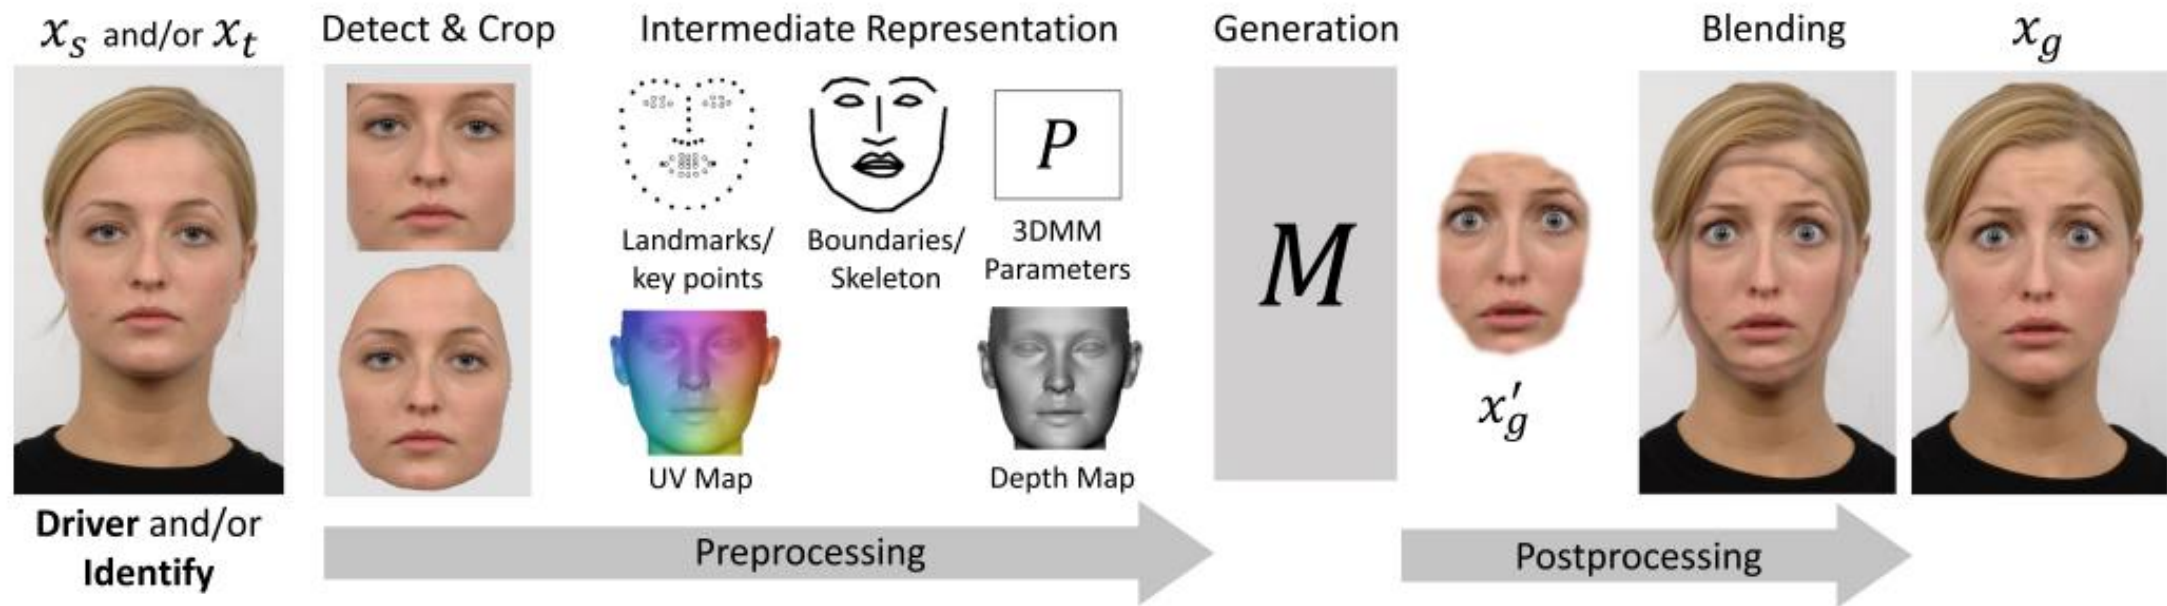 x_s and/or x_t
Detect & Crop
Intermediate Representation
Generation
Blending
x_g
Landmarks/
key points
Boundaries/
Skeleton
P
3DMM
Parameters
UV Map
Depth Map
M
x'_g
Driver and/or
Identify
Preprocessing
Postprocessing